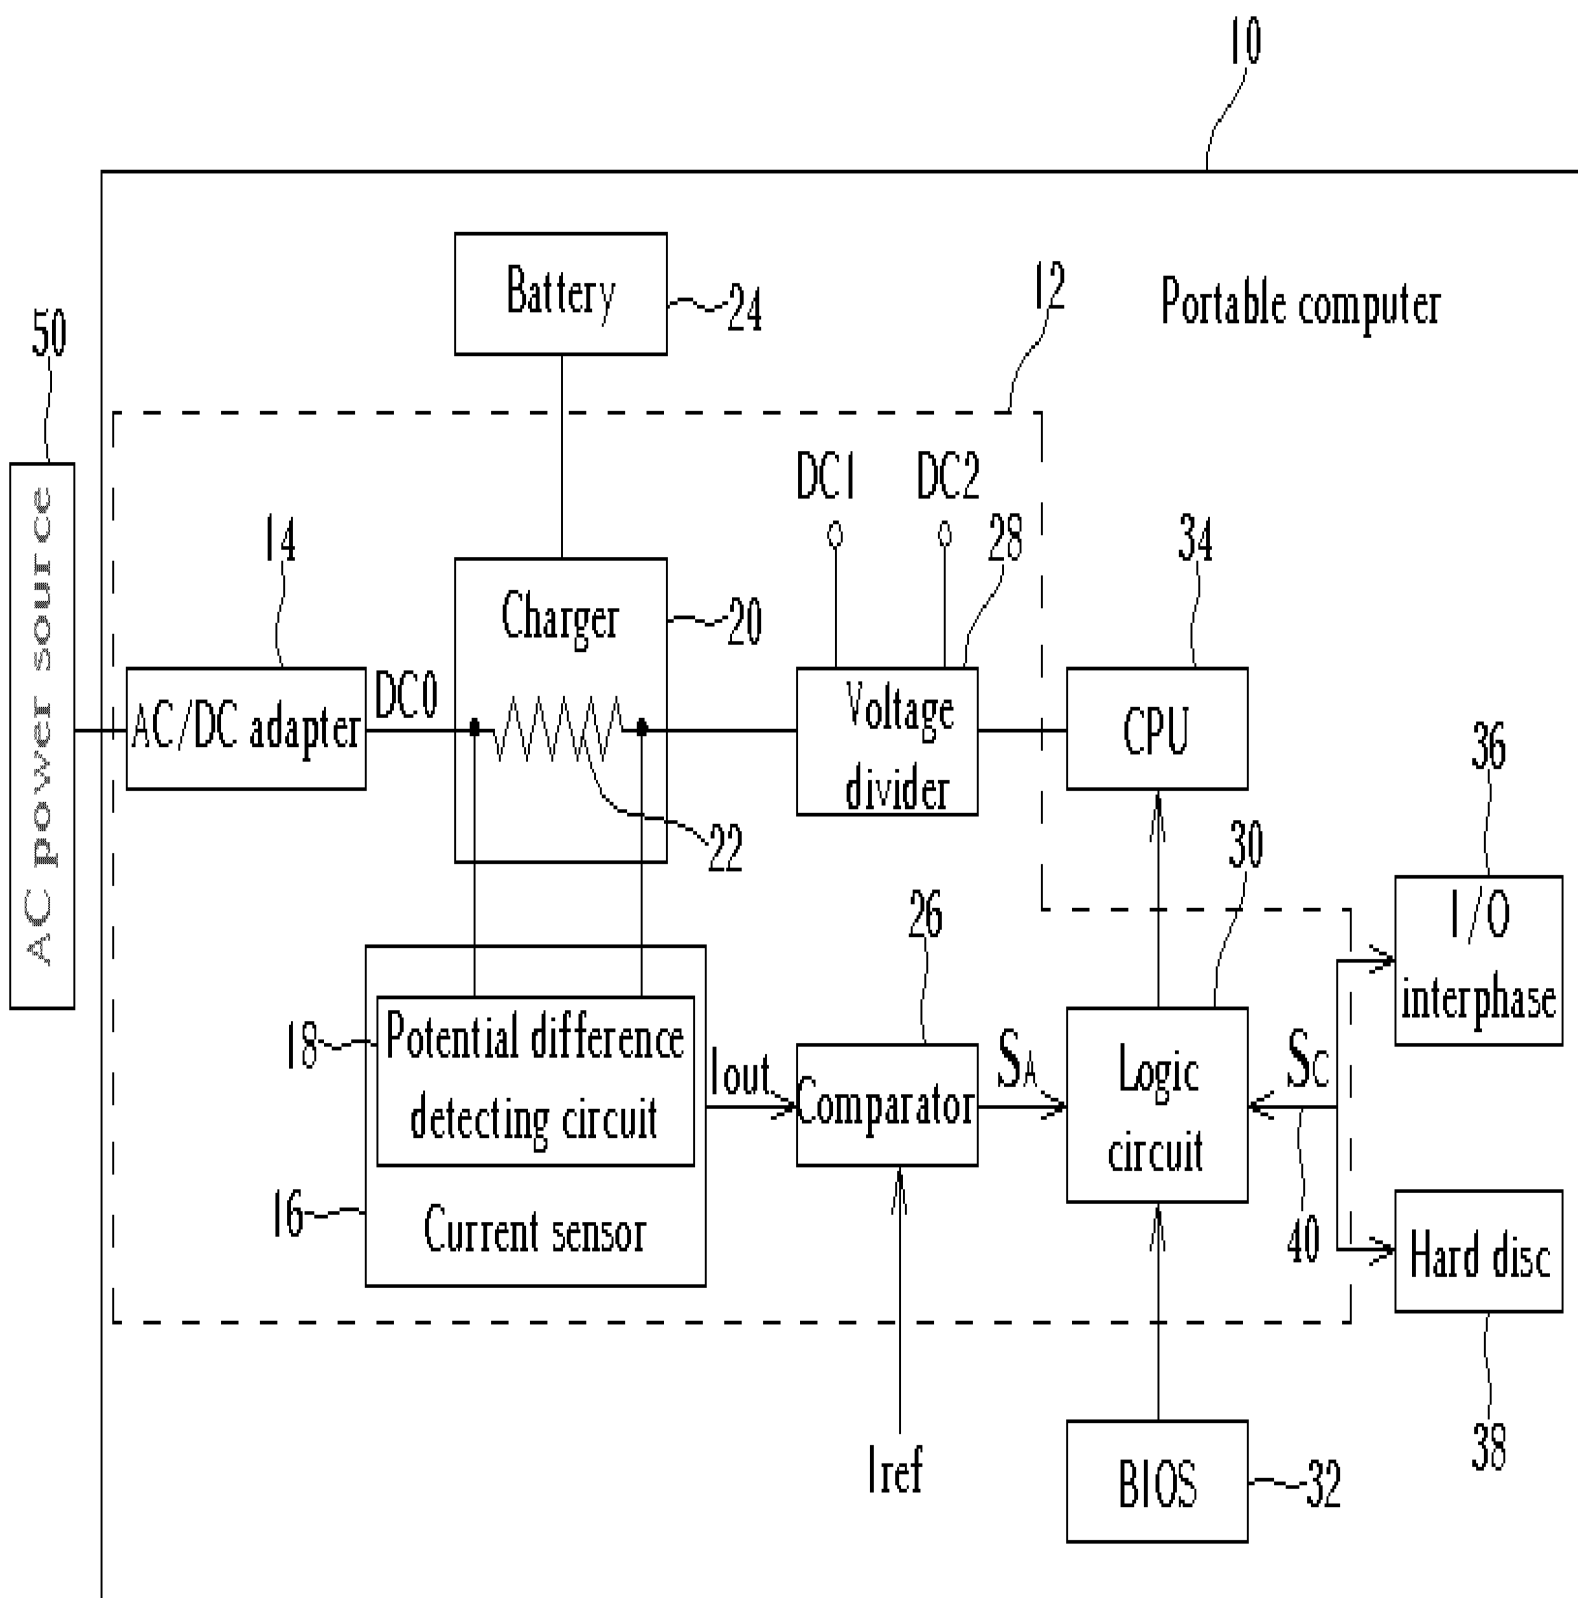 10
Portable computer
Battery
24
12
50
AC power source
DC1
DC2
14
28
34
Charger
20
AC/DC adapter
DC0
Voltage
divider
CPU
36
22
30
I/O
interphase
26
18
Potential difference
detecting circuit
Iout
Comparator
SA
Logic
circuit
SC
16
Current sensor
40
Hard disc
38
Iref
BIOS
32